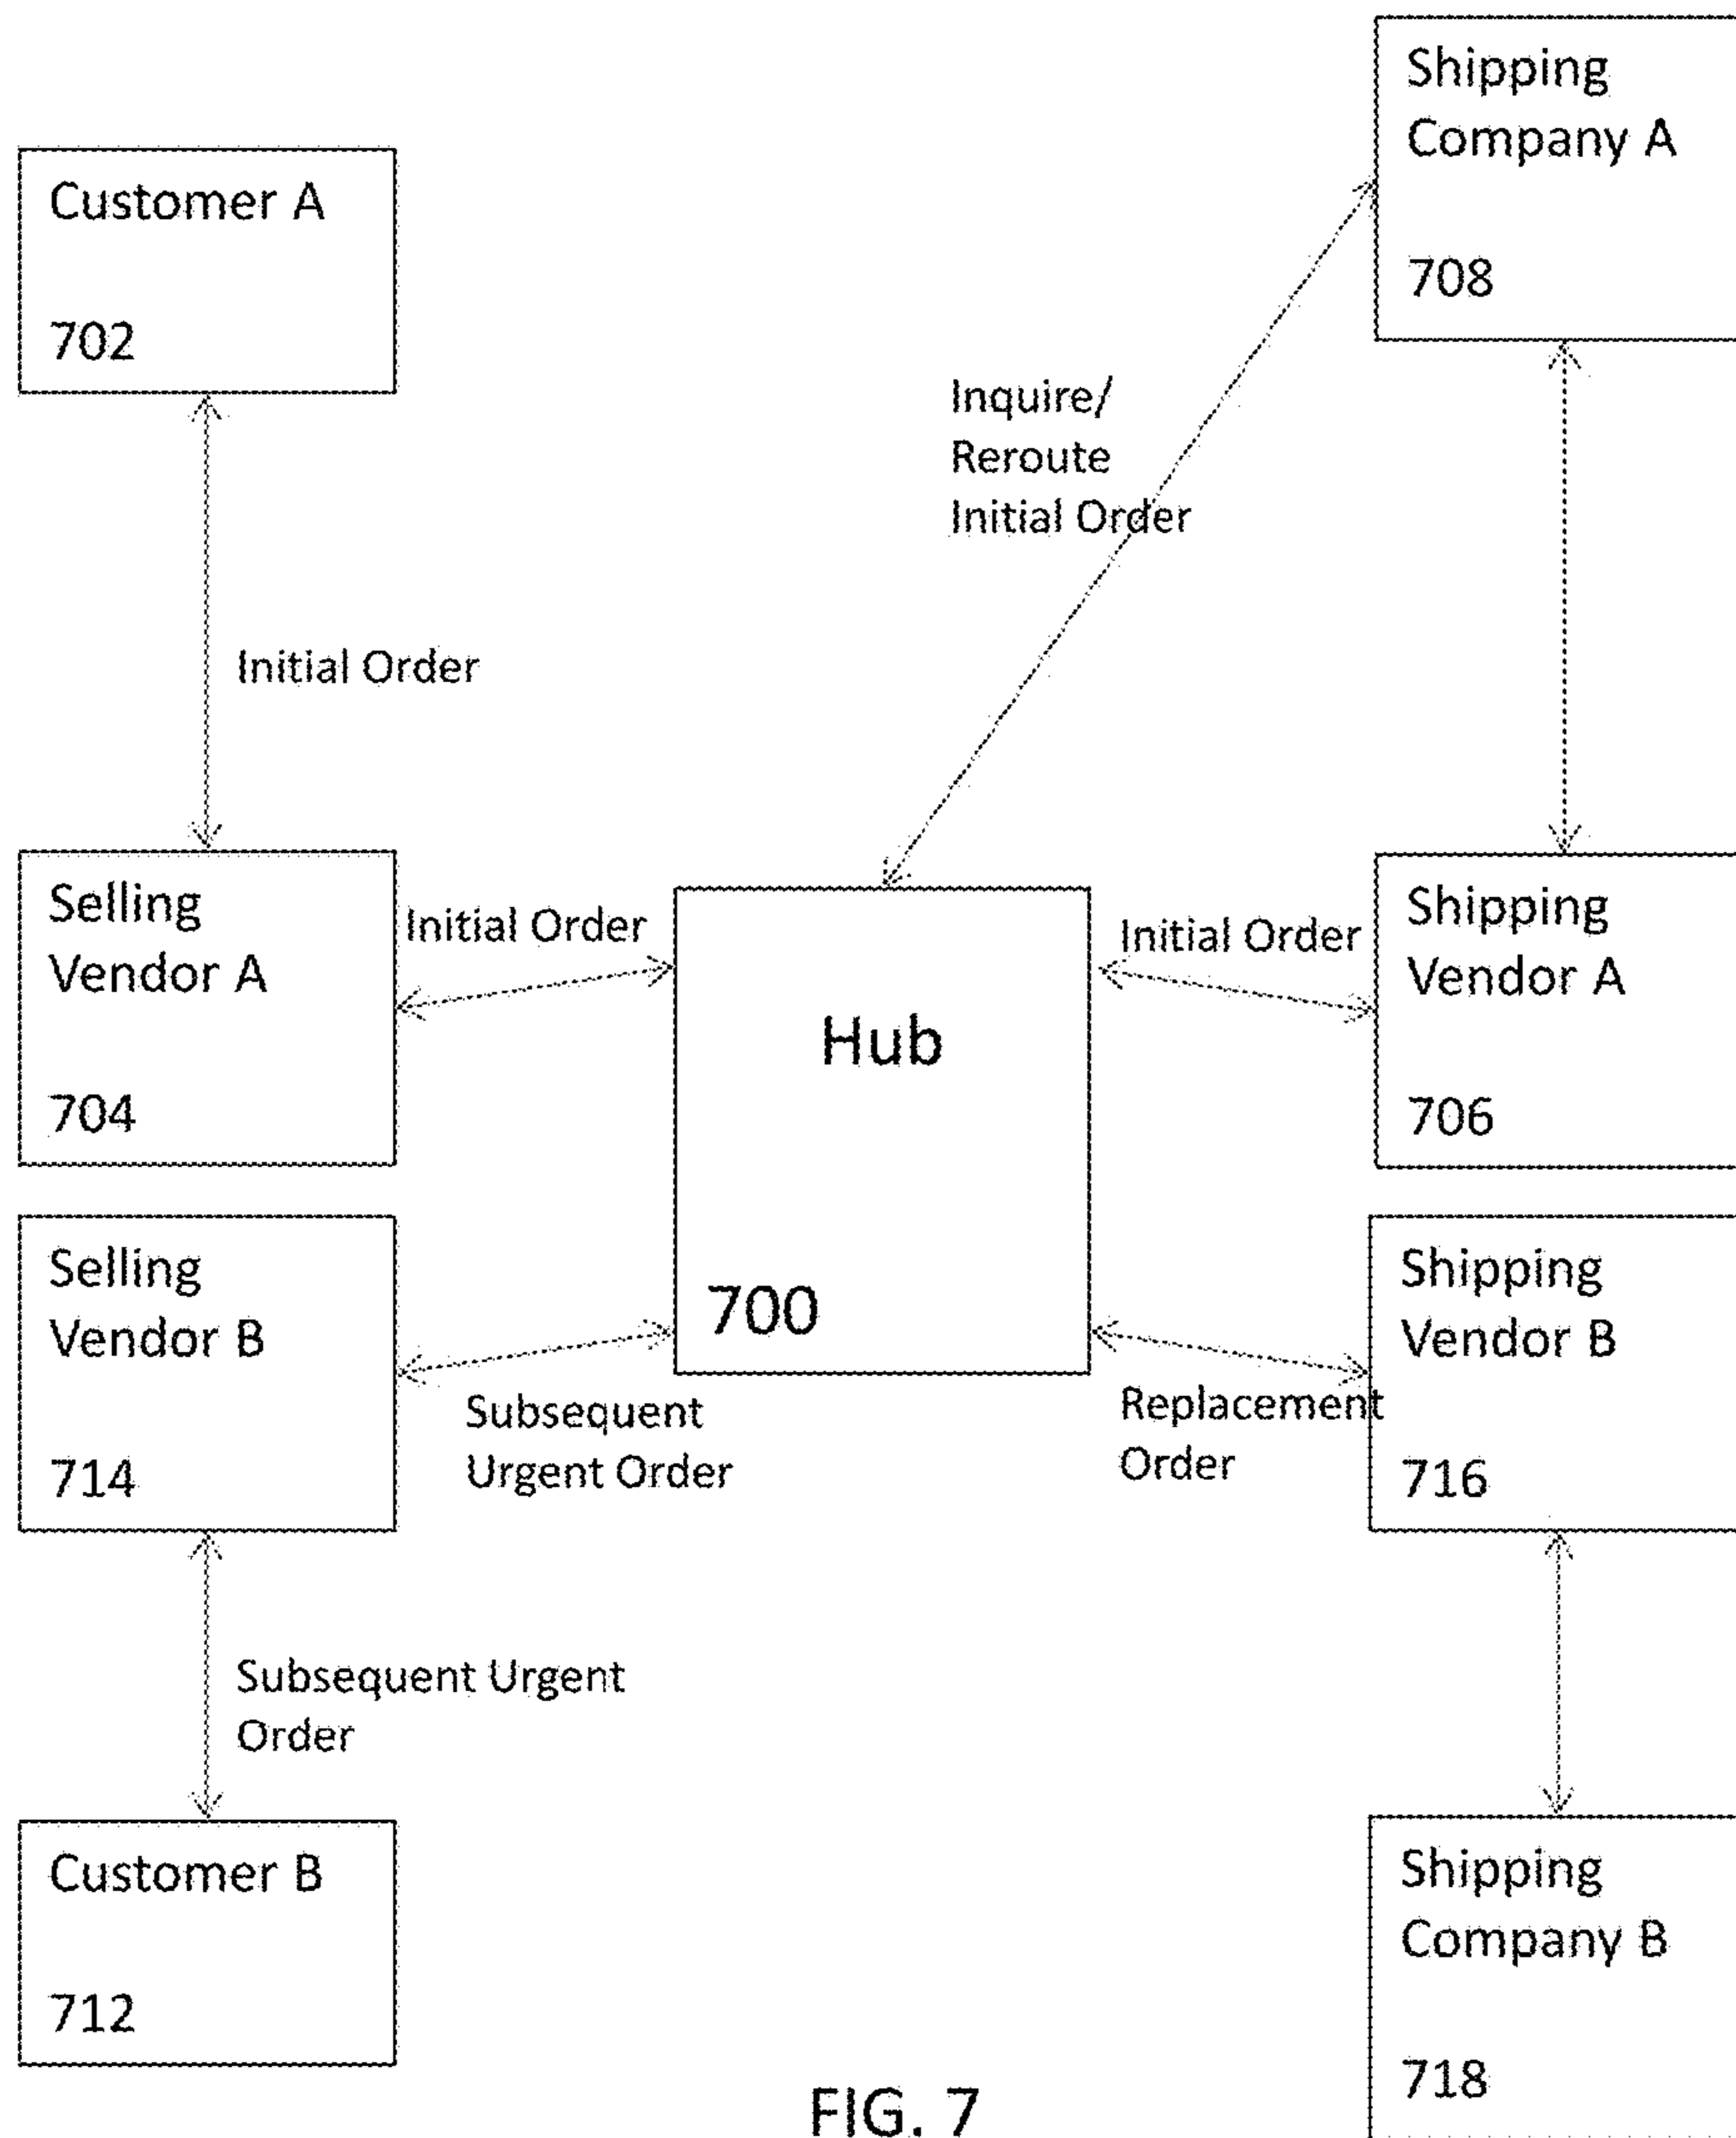 Shipping
Company A
708
Customer A
702
Inquire/
Reroute
Initial Order
Initial Order
Selling
Vendor A
704
Initial Order
Hub
700
Initial Order
Shipping
Vendor A
706
Selling
Vendor B
714
Subsequent
Urgent Order
Replacement
Order
Shipping
Vendor B
716
Subsequent Urgent
Order
Customer B
712
Shipping
Company B
718
FIG. 7